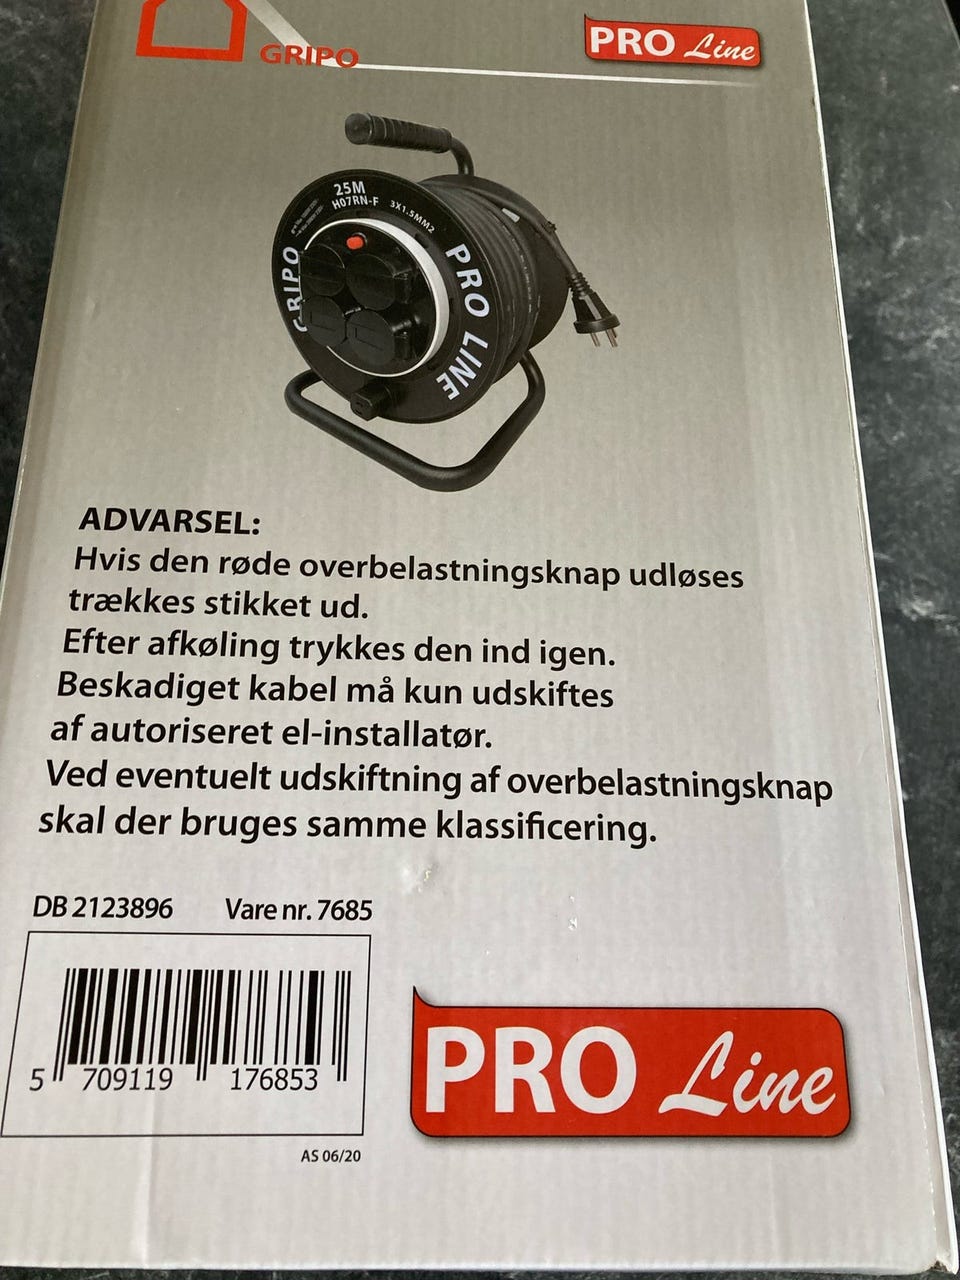 GRIPO
PRO Line
25M
H07RN-F 3X1.5MM2
GRIPO
PRO LINE
ADVARSEL:
Hvis den røde overbelastningsknap udløses
trækkes stikket ud.
Efter afkøling trykkes den ind igen.
Beskadiget kabel må kun udskiftes
af autoriseret el-installatør.
Ved eventuelt udskiftning af overbelastningsknap
skal der bruges samme klassificering.
DB 2123896 Vare nr. 7685
5 709119 176853
PRO Line
AS 06/20